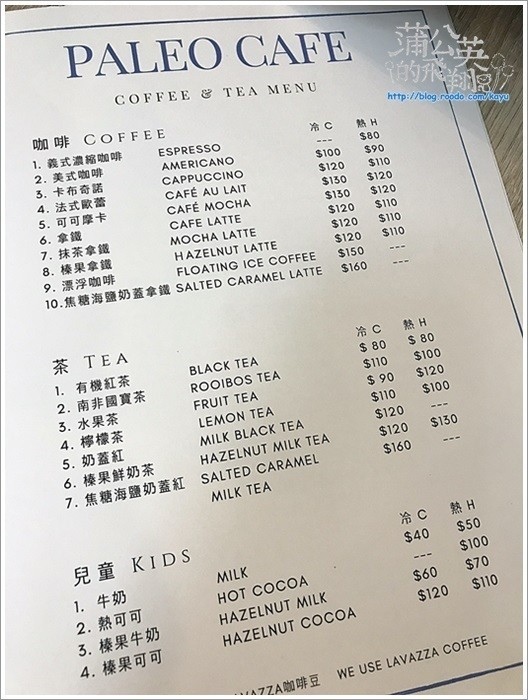 蒲公英
的飛翔
http://blog.roodo.com/kayu
PALEO CAFE
COFFEE & TEA MENU
咖啡 COFFEE 冷 C 熱 H
1. 義式濃縮咖啡 ESPRESSO --- $80
2. 美式咖啡 AMERICANO $100 $90
3. 卡布奇諾 CAPPUCCINO $120 $110
4. 法式歐蕾 CAFÉ AU LAIT $130 $120
5. 可可摩卡 CAFÉ MOCHA $130 $120
6. 拿鐵 CAFE LATTE $120 $110
7. 抹茶拿鐵 MOCHA LATTE $120 $110
8. 榛果拿鐵 HAZELNUT LATTE $120 $110
9. 漂浮咖啡 FLOATING ICE COFFEE $150 ---
10. 焦糖海鹽奶蓋拿鐵 SALTED CARAMEL LATTE $160 ---
茶 TEA 冷 C 熱 H
1. 有機紅茶 BLACK TEA $ 80 $ 80
2. 南非國寶茶 ROOIBOS TEA $110 $100
3. 水果茶 FRUIT TEA $ 90 $120
4. 檸檬茶 LEMON TEA $110 $100
5. 奶蓋紅 MILK BLACK TEA $120 ---
6. 榛果鮮奶茶 HAZELNUT MILK TEA $120 $130
7. 焦糖海鹽奶蓋紅 SALTED CARAMEL $160 ---
MILK TEA
兒童 KIDS 冷 C 熱 H
1. 牛奶 MILK $40 $50
2. 熱可可 HOT COCOA --- $100
3. 榛果牛奶 HAZELNUT MILK $60 $70
4. 榛果可可 HAZELNUT COCOA $120 $110
LAVAZZA咖啡豆 WE USE LAVAZZA COFFEE